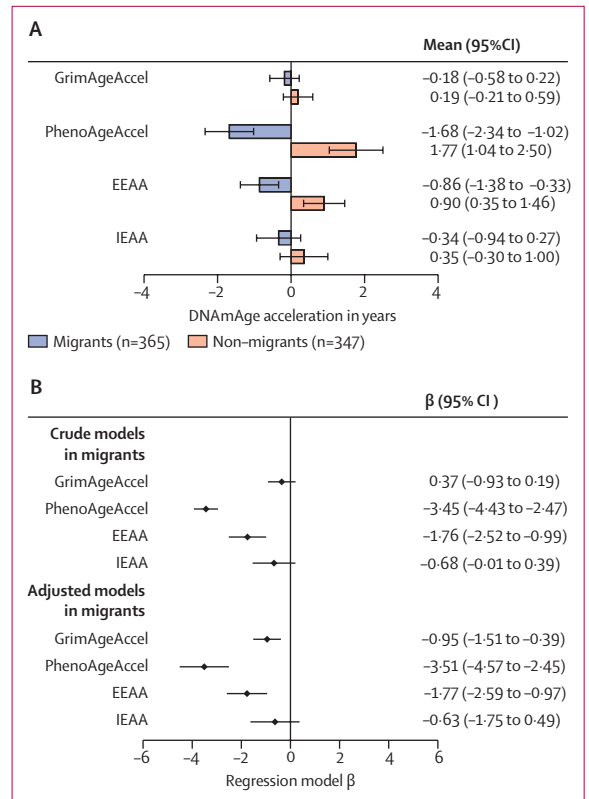 A
Mean (95%CI)
GrimAgeAccel
−0·18 (−0·58 to 0·22)
0·19 (−0·21 to 0·59)
PhenoAgeAccel
−1·68 (−2·34 to −1·02)
1·77 (1·04 to 2·50)
EEAA
−0·86 (−1·38 to −0·33)
0·90 (0·35 to 1·46)
IEAA
−0·34 (−0·94 to 0·27)
0·35 (−0·30 to 1·00)
−4 −2 0 2 4
DNAmAge acceleration in years
Migrants (n=365) Non−migrants (n=347)
B
β (95% CI )
Crude models
in migrants
GrimAgeAccel 0·37 (−0·93 to 0·19)
PhenoAgeAccel −3·45 (−4·43 to −2·47)
EEAA −1·76 (−2·52 to −0·99)
IEAA −0·68 (−0·01 to 0·39)
Adjusted models
in migrants
GrimAgeAccel −0·95 (−1·51 to −0·39)
PhenoAgeAccel −3·51 (−4·57 to −2·45)
EEAA −1·77 (−2·59 to −0·97)
IEAA −0·63 (−1·75 to 0·49)
−6 −4 −2 0 2 4 6
Regression model β